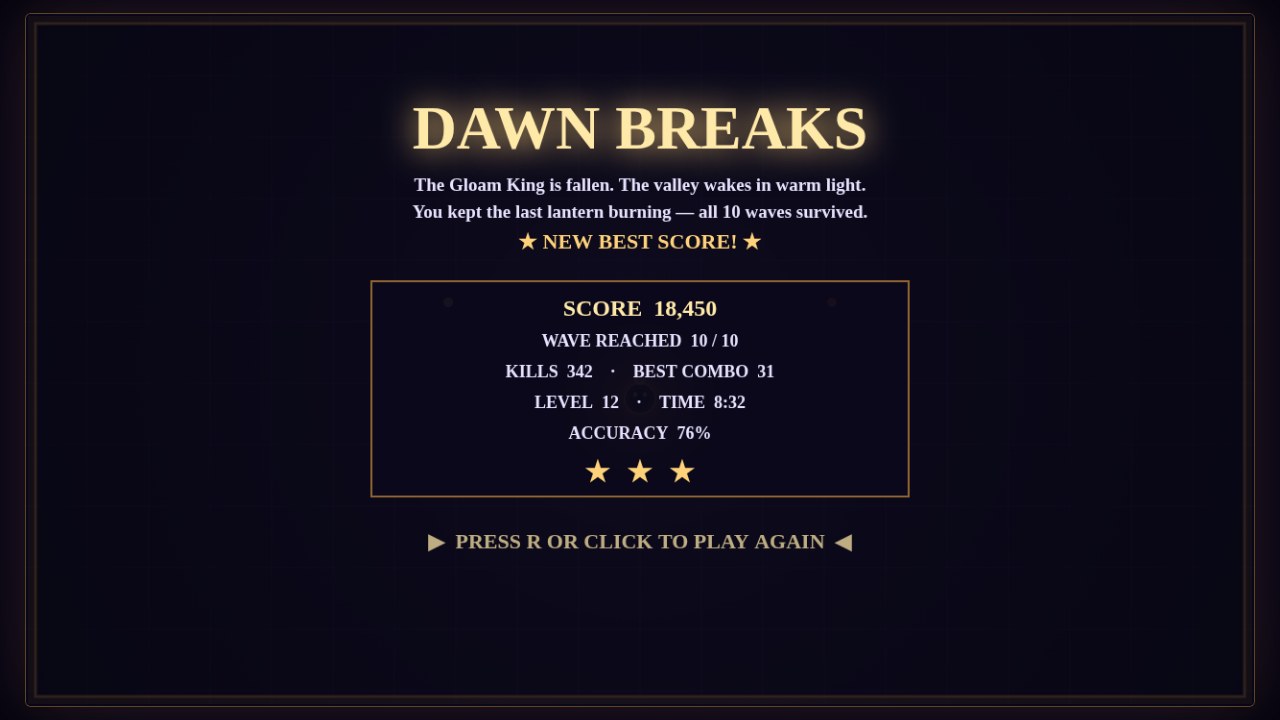 DAWN BREAKS
The Gloam King is fallen. The valley wakes in warm light.
You kept the last lantern burning — all 10 waves survived.
★ NEW BEST SCORE! ★
SCORE 18,450
WAVE REACHED 10 / 10
KILLS 342 · BEST COMBO 31
LEVEL 12 · TIME 8:32
ACCURACY 76%
★ ★ ★
▶ PRESS R OR CLICK TO PLAY AGAIN ◀